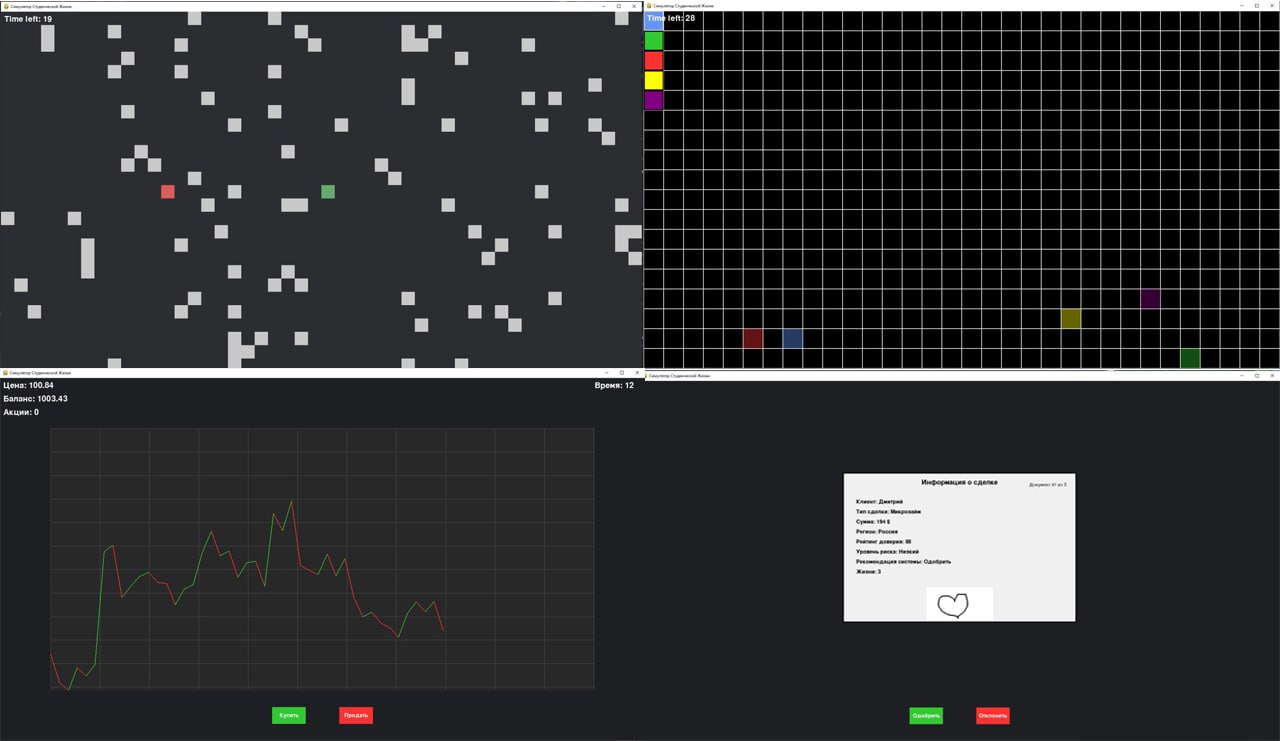 Симулятор Студенческой Жизни
Time left: 19
Симулятор Студенческой Жизни
Time left: 28
Симулятор Студенческой Жизни
Цена: 100.84
Время: 12
Баланс: 1003.43
Акции: 0
Купить
Продать
Симулятор Студенческой Жизни
Информация о сделке
Документ #1 из 5
Клиент: Дмитрий
Тип сделки: Микрозайм
Сумма: 194 $
Регион: Россия
Рейтинг доверия: 88
Уровень риска: Низкий
Рекомендация системы: Одобрить
Жизни: 3
Одобрить
Отклонить